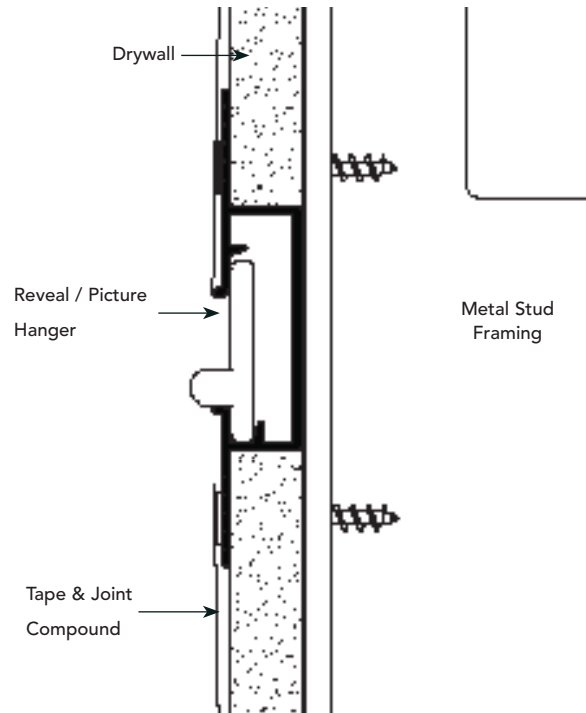 Drywall
Reveal / Picture
Hanger
Metal Stud
Framing
Tape & Joint
Compound